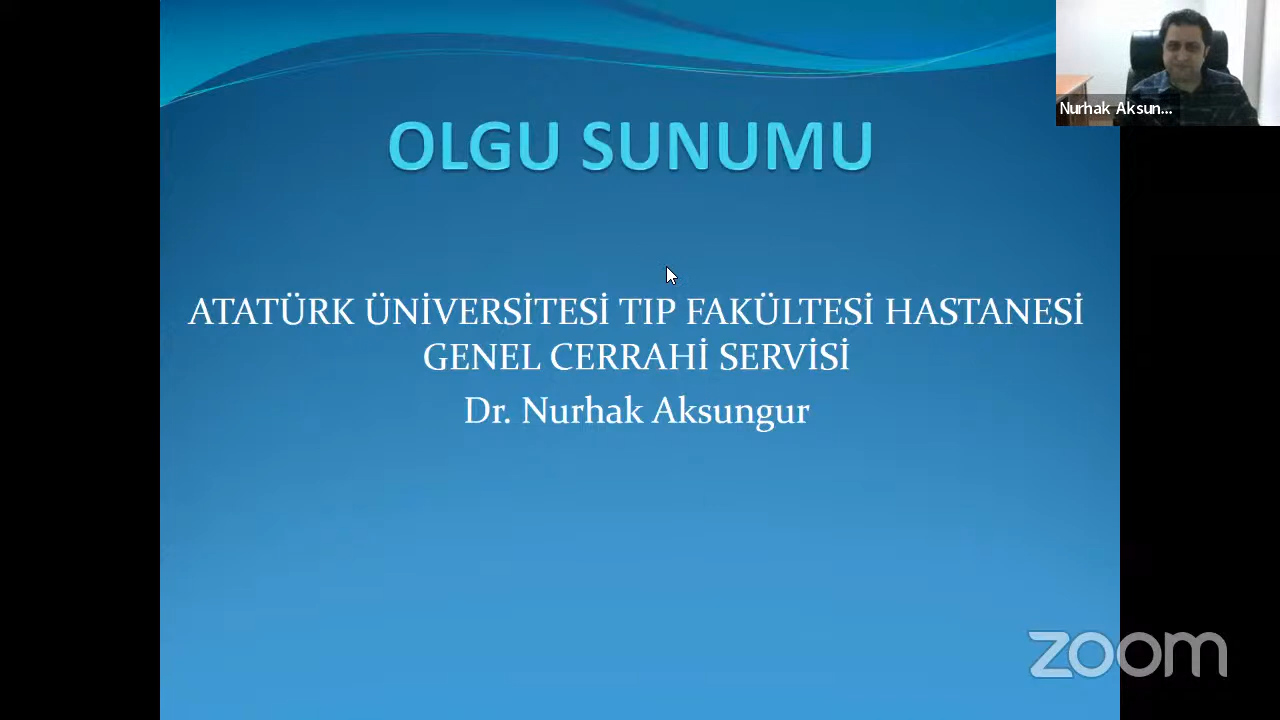 Nurhak Aksun...
OLGU SUNUMU
ATATÜRK ÜNİVERSİTESİ TIP FAKÜLTESİ HASTANESİ
GENEL CERRAHİ SERVİSİ
Dr. Nurhak Aksungur
zoom